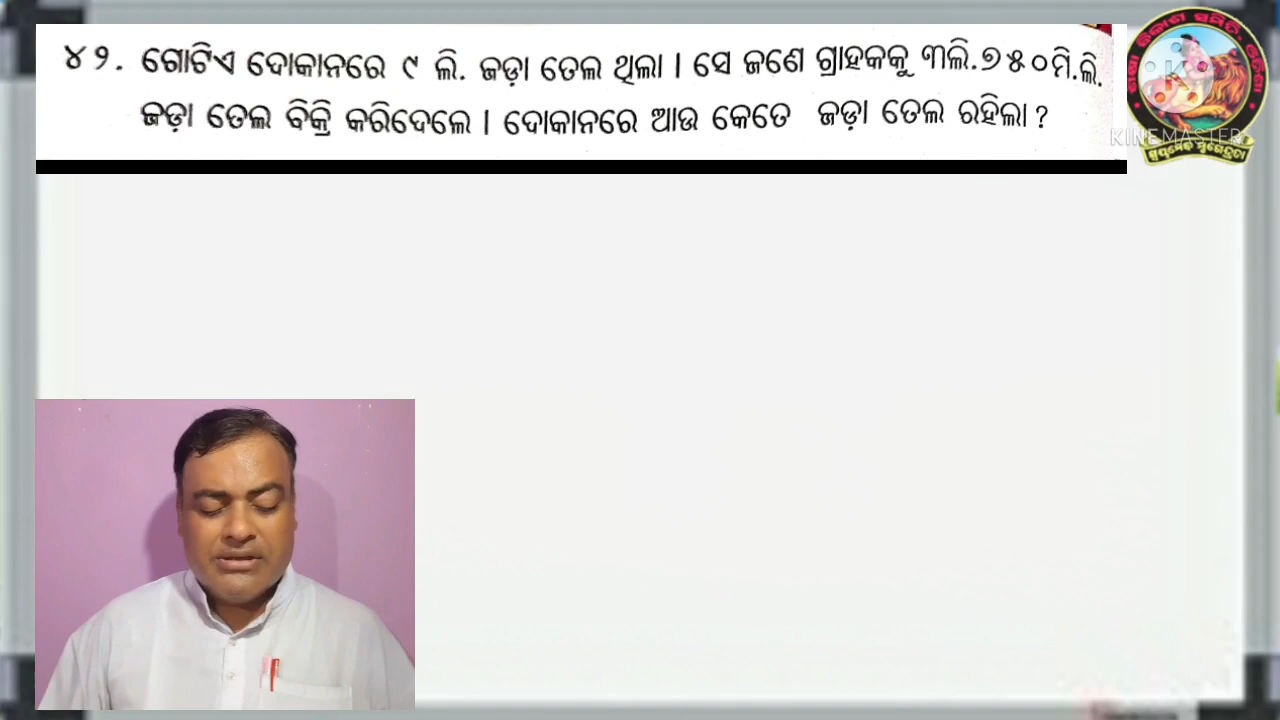 ୪୨. ଗୋଟିଏ ଦୋକାନରେ ୯ ଲି. ଜଡ଼ା ତେଲ ଥିଲା । ସେ ଜଣେ ଗ୍ରାହକକୁ ୩ଲି.୭୫୦ମି.ଲି.
ଜଡ଼ା ତେଲ ବିକ୍ରି କରିଦେଲେ । ଦୋକାନରେ ଆଉ କେତେ ଜଡ଼ା ତେଲ ରହିଲା ?
KINEMASTER